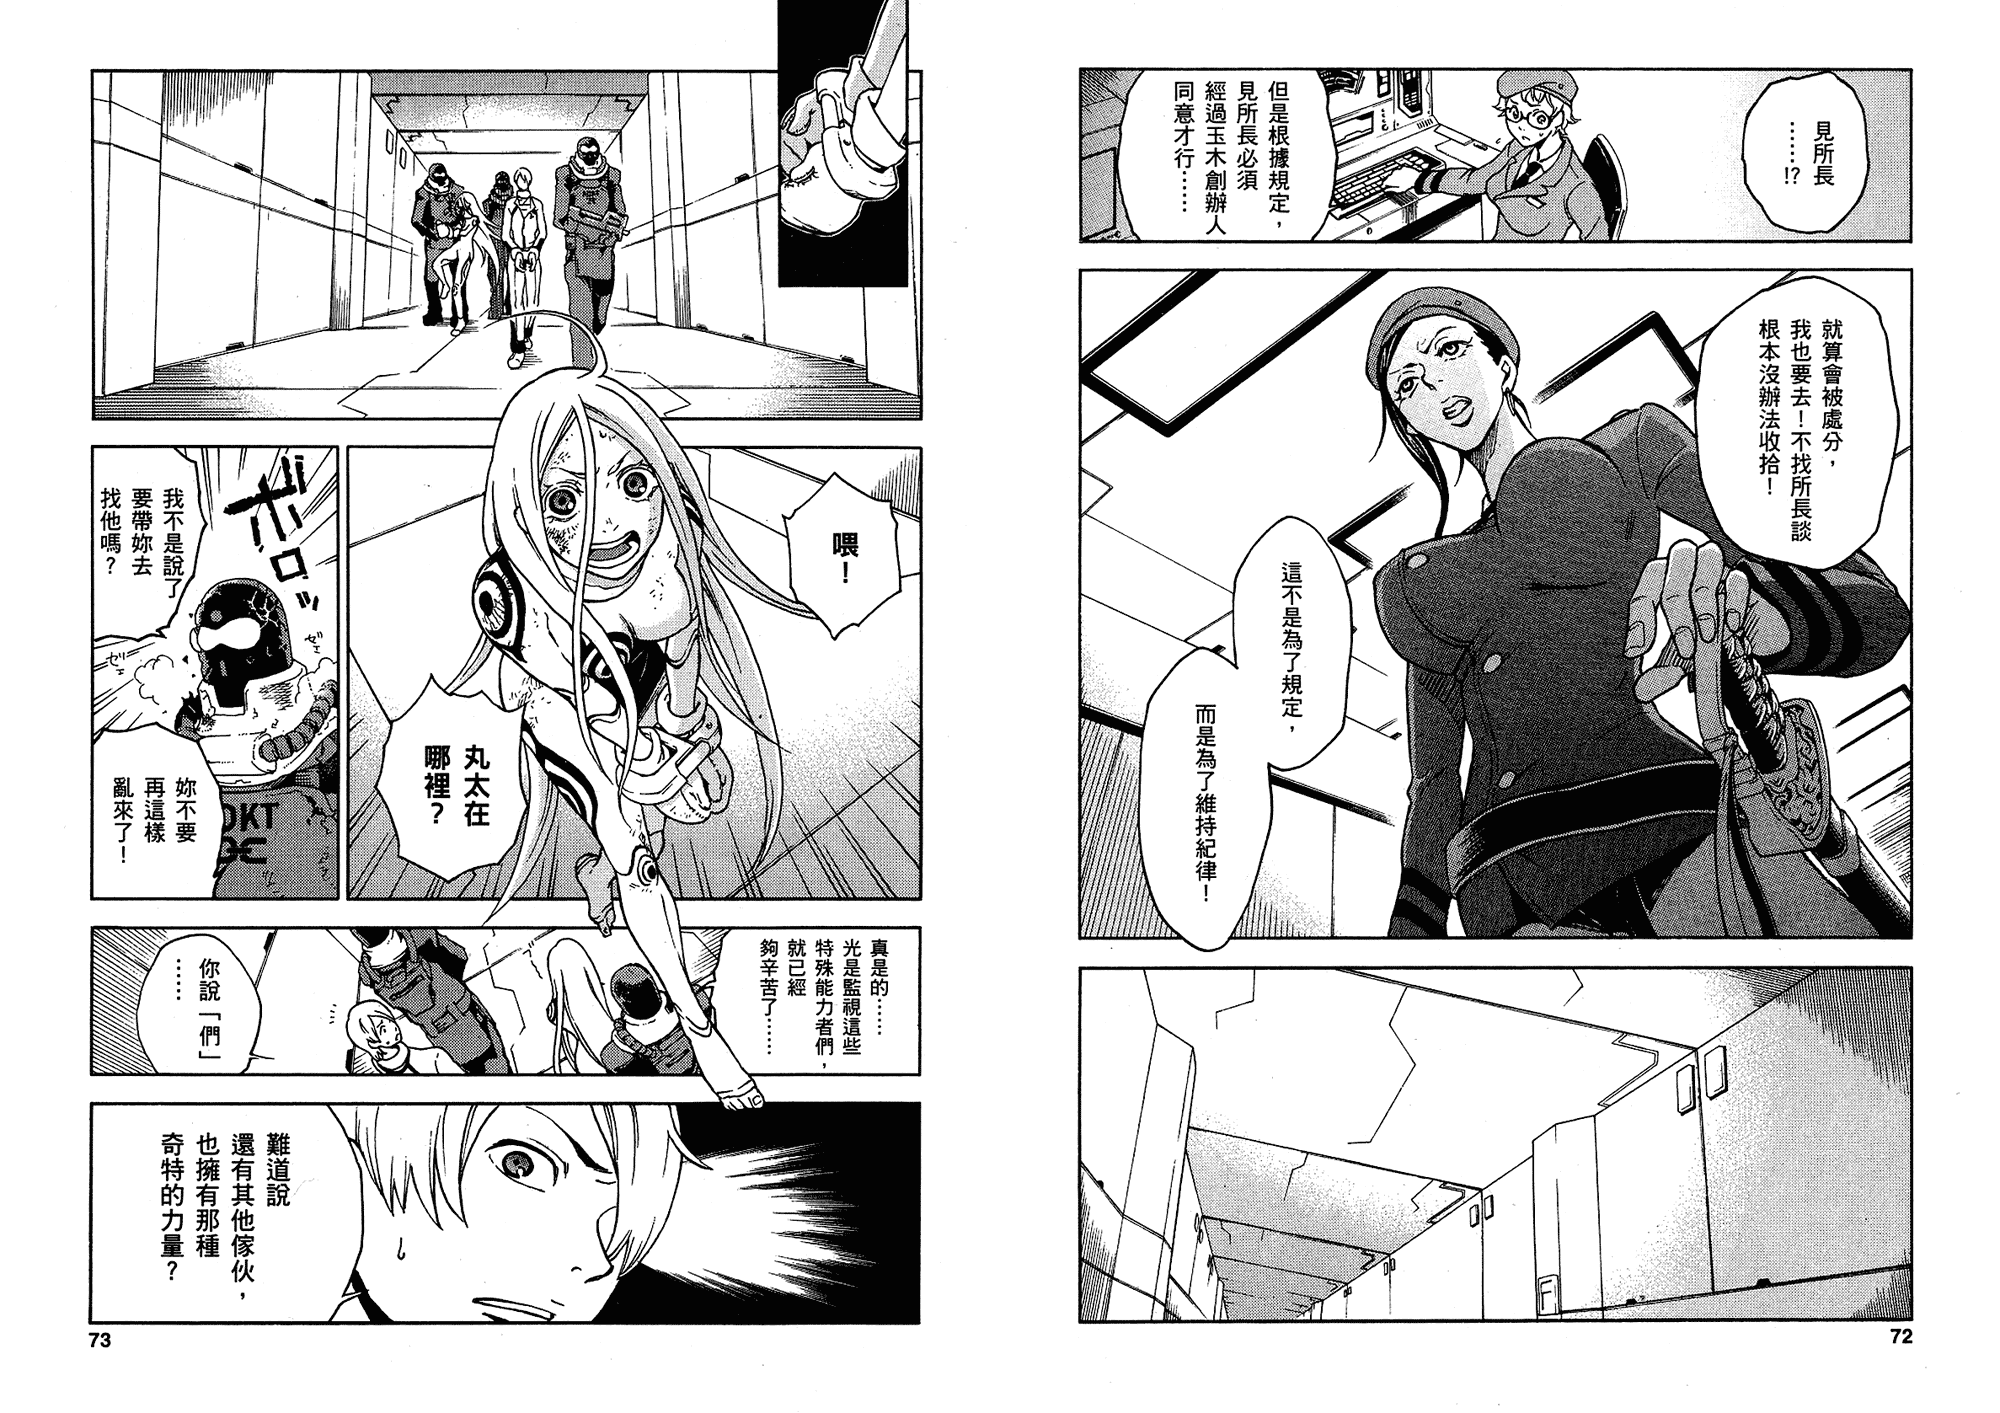 見所長
……!?
但是根據規定，
見所長必須
經過玉木創辦人
同意才行……
就算會被處分，
我也要去！不找所長談
根本沒辦法收拾！
這不是為了規定，
而是為了維持紀律！
72
喂！
丸太在
哪裡？
ボロッ
ゼェ
ゼェ
我不是說了
要帶妳去
找他嗎？
妳不要
再這樣
亂來了！
DKT
真是的……
光是監視這些
特殊能力者們，
就已經
夠辛苦了……
你說「們」
……
難道說
還有其他傢伙，
也擁有那種
奇特的力量？
73